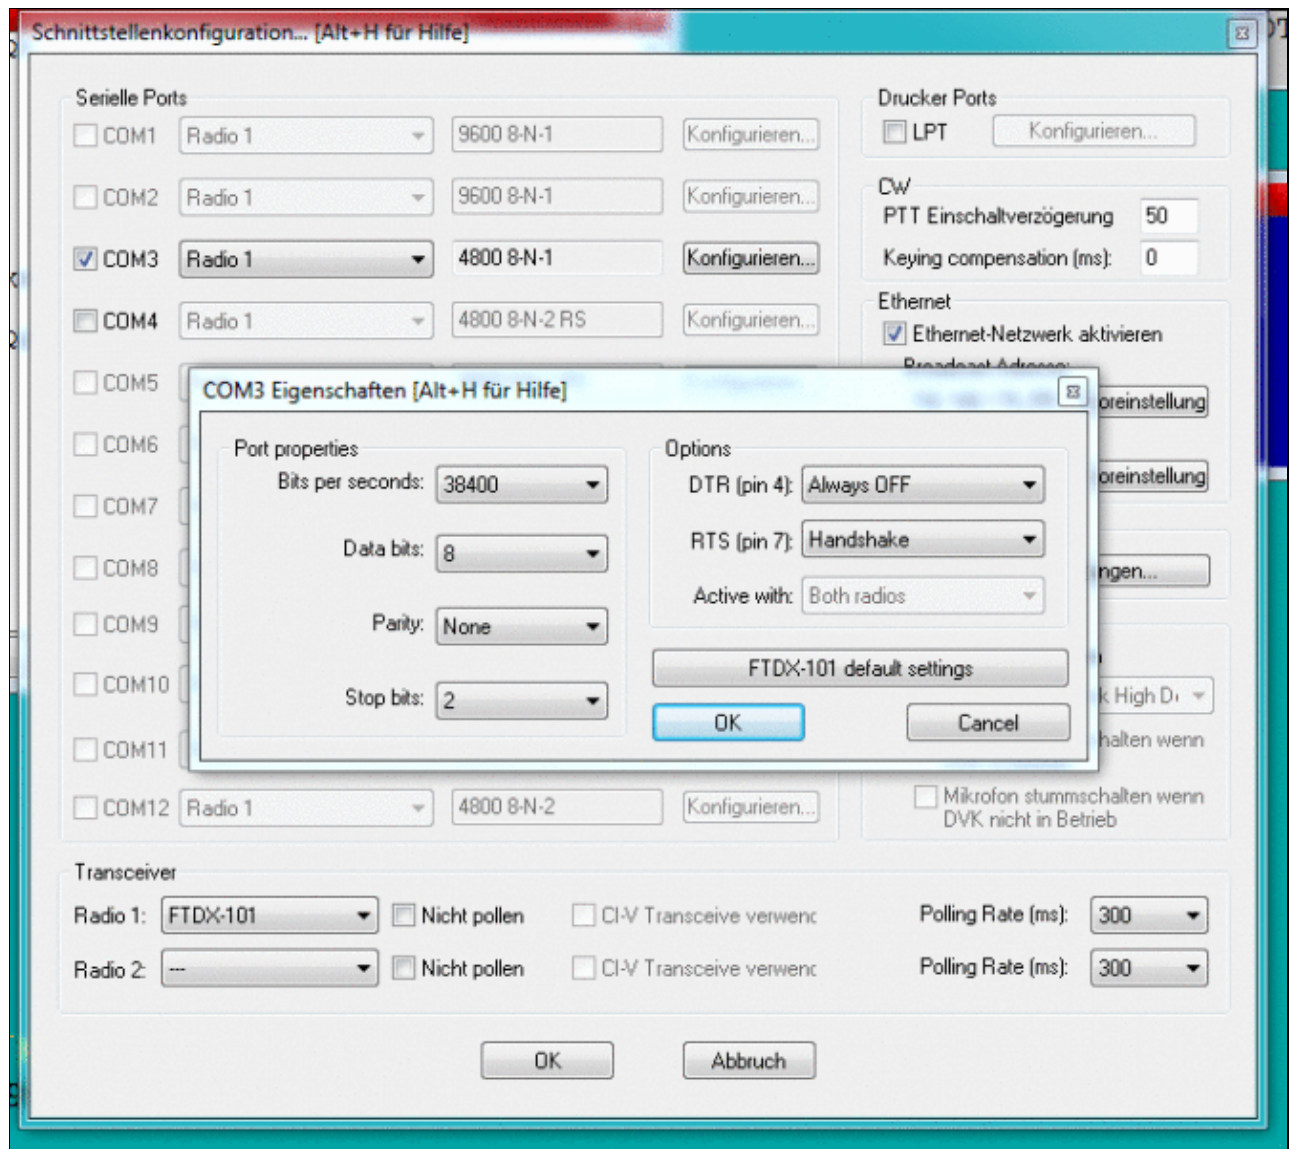 Schnittstellenkonfiguration... [Alt+H für Hilfe]
Serielle Ports
COM1 Radio 1 9600 8-N-1 Konfigurieren...
COM2 Radio 1 9600 8-N-1 Konfigurieren...
COM3 Radio 1 4800 8-N-1 Konfigurieren...
COM4 Radio 1 4800 8-N-2 RS Konfigurieren...
COM5
COM6
COM7
COM8
COM9
COM10
COM11
COM12 Radio 1 4800 8-N-2 Konfigurieren...
Drucker Ports
LPT Konfigurieren...
CW
PTT Einschaltverzögerung 50
Keying compensation (ms): 0
Ethernet
Ethernet-Netzwerk aktivieren
Broadcast Adresse:
oreinstellung
oreinstellung
ngen...
k High D
halten wenn
Mikrofon stummschalten wenn
DVK nicht in Betrieb
COM3 Eigenschaften [Alt+H für Hilfe]
Port properties
Bits per seconds: 38400
Data bits: 8
Parity: None
Stop bits: 2
Options
DTR (pin 4): Always OFF
RTS (pin 7): Handshake
Active with: Both radios
FTDX-101 default settings
OK Cancel
Transceiver
Radio 1: FTDX-101 Nicht pollen CI-V Transceive verwenc Polling Rate (ms): 300
Radio 2: --- Nicht pollen CI-V Transceive verwenc Polling Rate (ms): 300
OK Abbruch